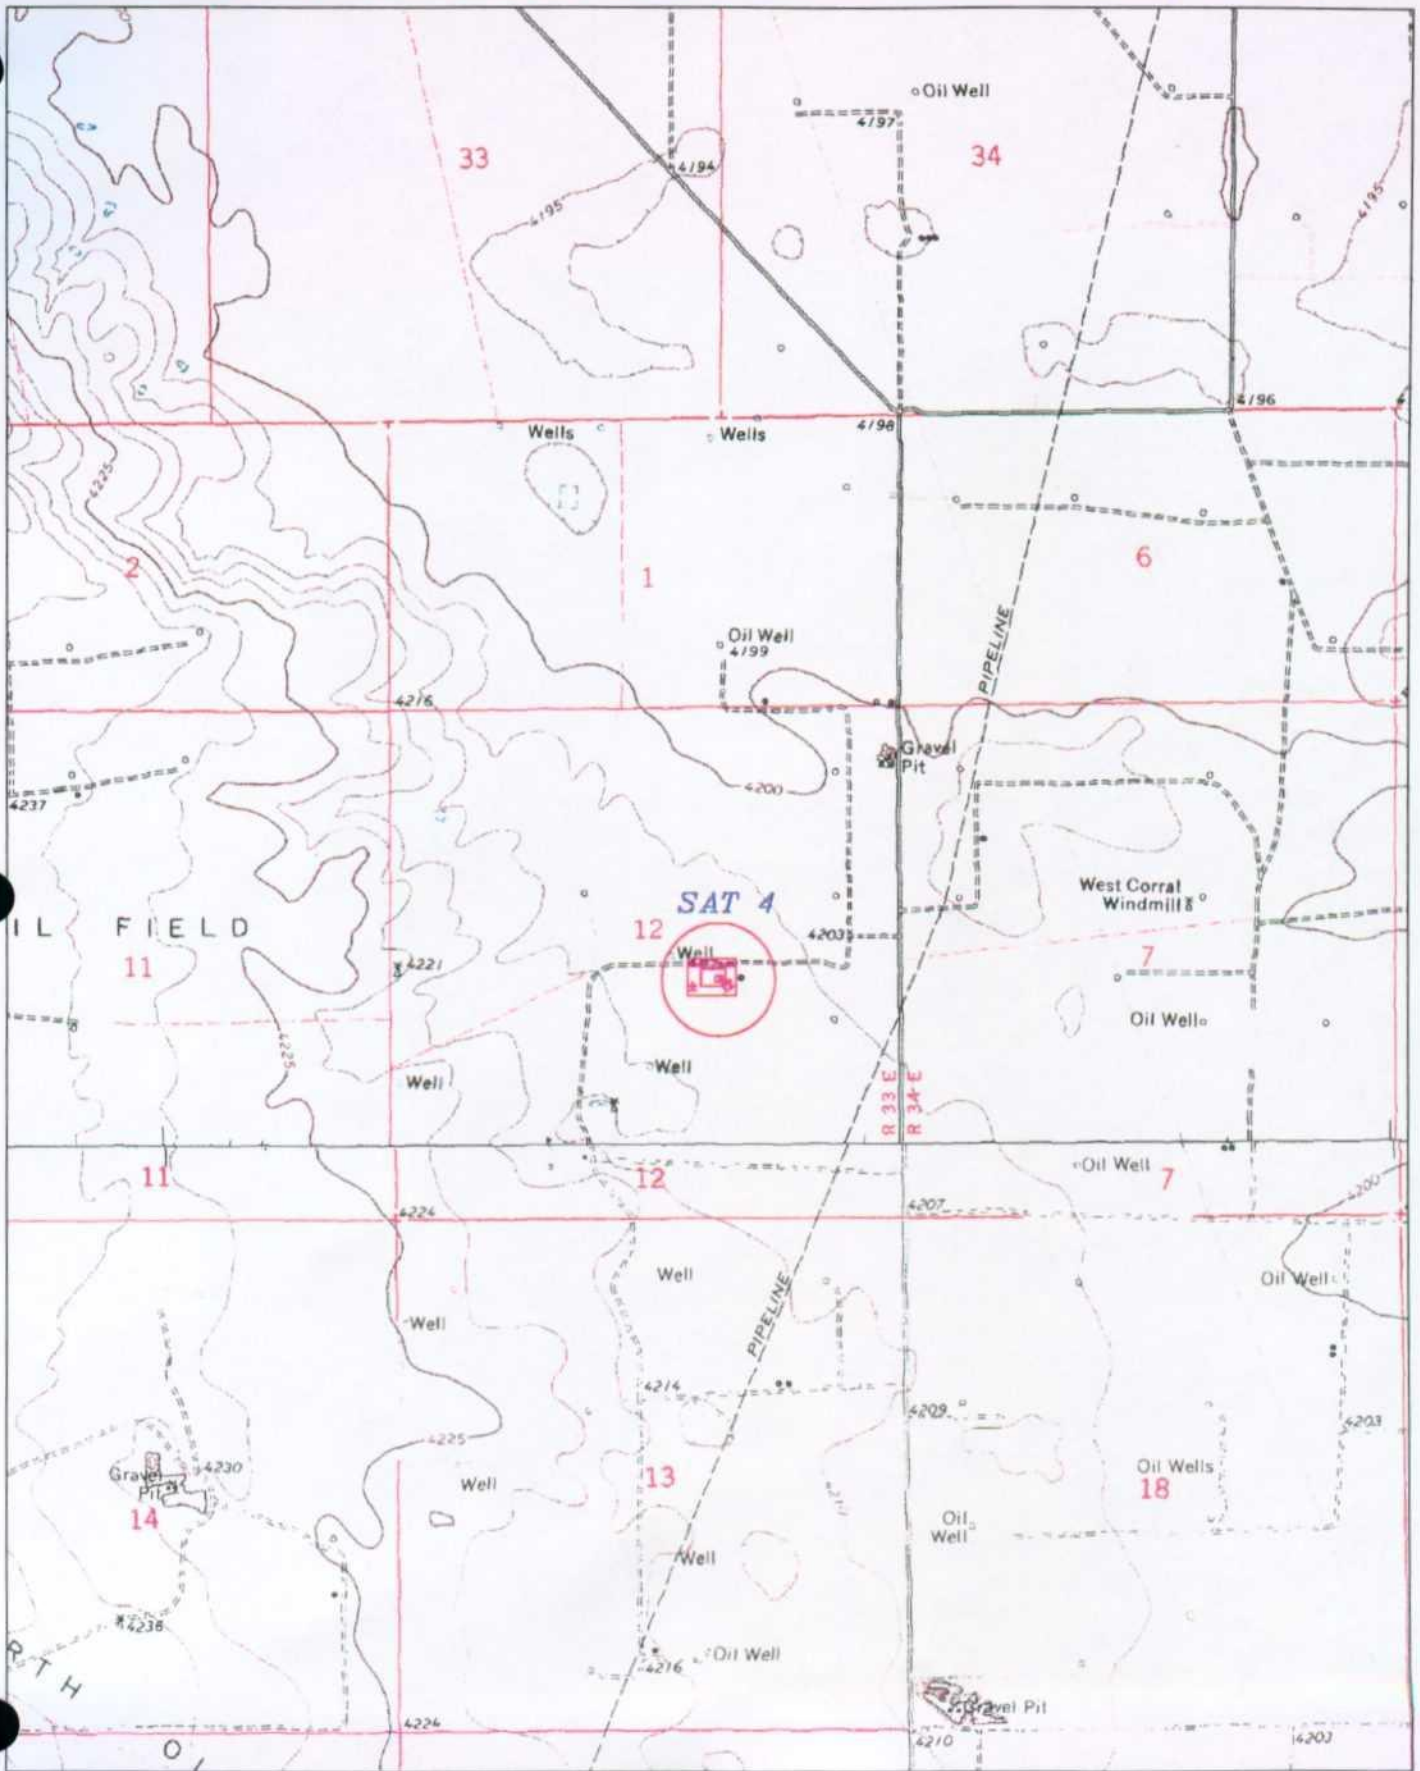 Oil Well
4197
33
4194
34
4195
4195
4196
4198
Wells
Wells
4225
2
1
6
Oil Well
4199
PIPELINE
4216
Gravel
Pit
4200
4237
West Corral
Windmill
SAT 4
IL FIELD
12
4203
11
4221
Well
7
Oil Well
4225
Well
Well
R 33 E
R 34 E
11
12
Oil Well
7
4200
4224
4207
Well
Oil Well
PIPELINE
Well
4214
4209
4203
4225
Gravel
Pit
4230
Well
13
Oil Wells
18
14
Oil
Well
Well
4236
RTH
4216
Oil Well
Gravel Pit
4224
4210
4203
O